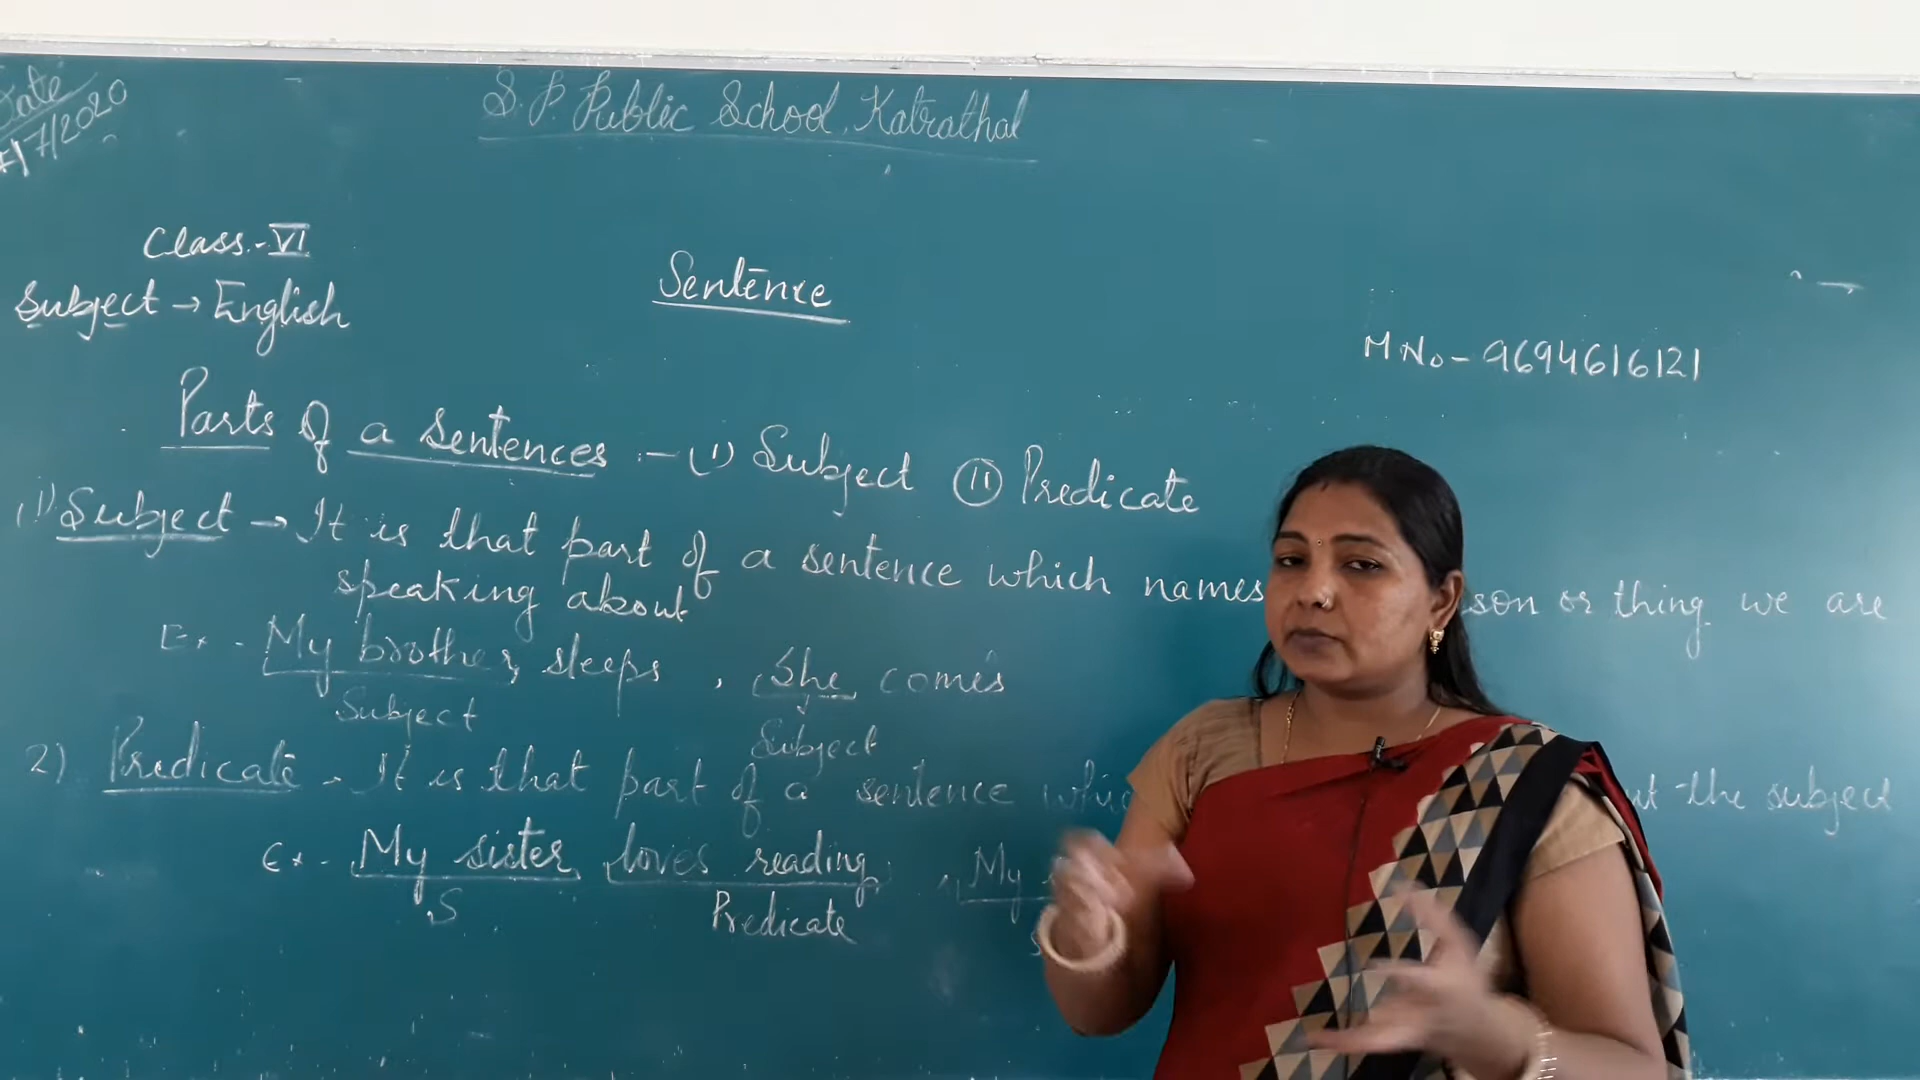 Date
7/2020
S.P. Public School, Katrathal
Class.-VI
Subject → English
Sentence
M No - 9694616121
Parts of a sentences :- (i) Subject (II) Predicate
(i) Subject → It is that part of a sentence which names son or thing we are
speaking about
Ex - My brother sleeps , She comes
Subject
Subject
2) Predicate - It is that part of a sentence the subject
Ex - My sister loves reading , My
S
Predicate